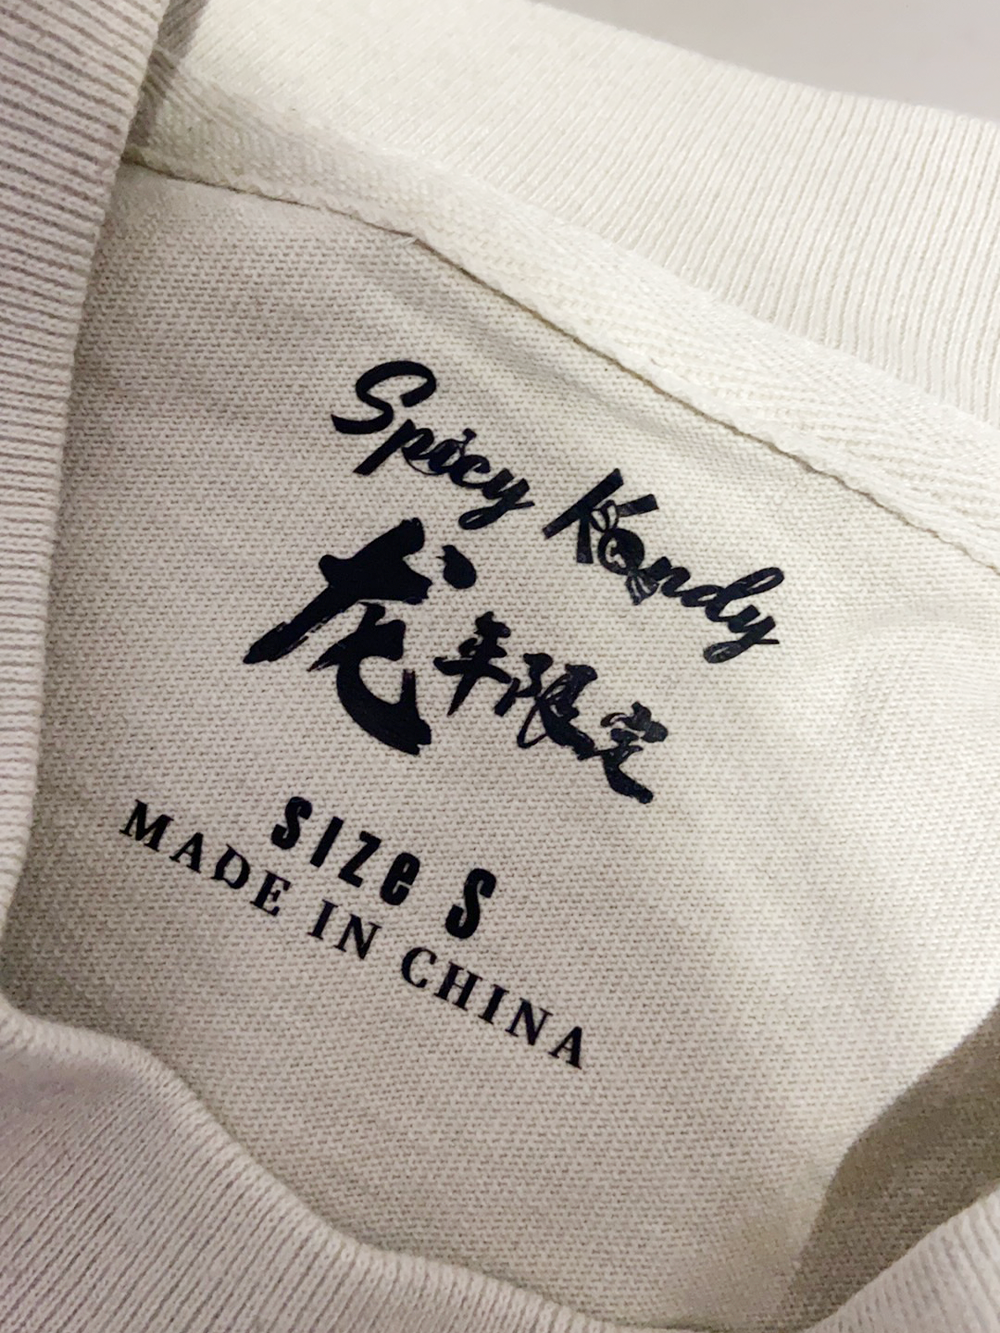 Spicy Kandy
龙年限定
SIZe S
MADE IN CHINA